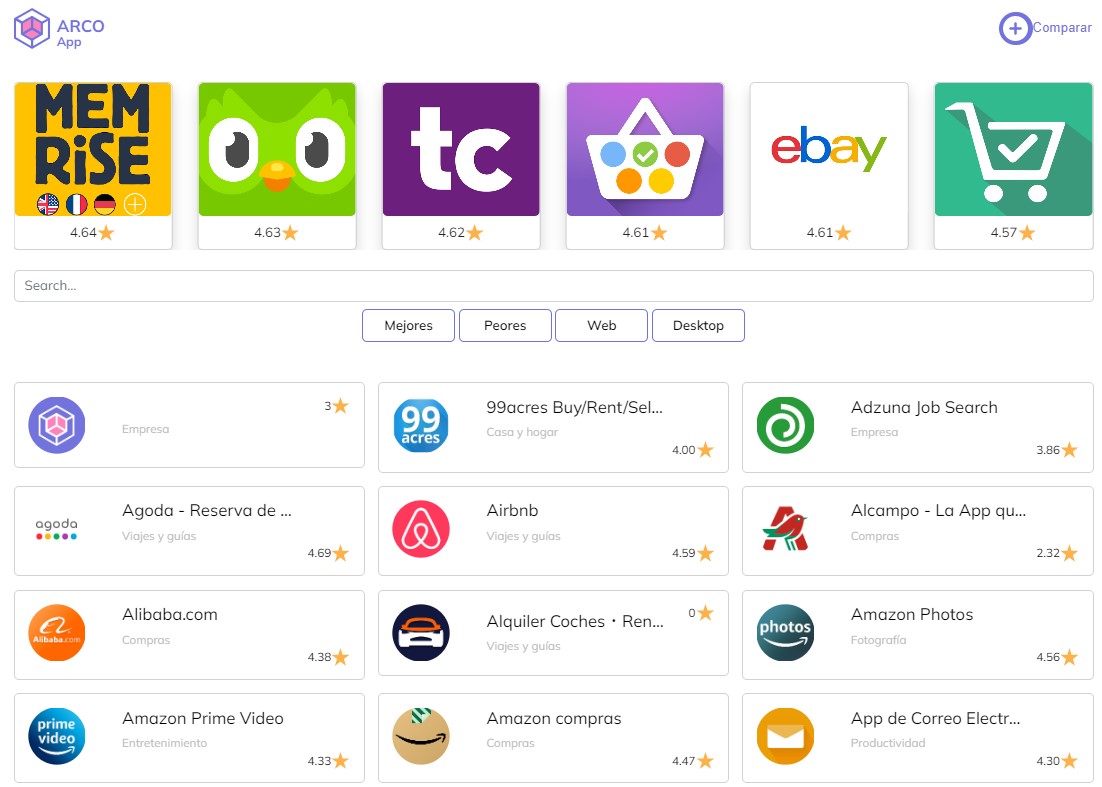 ARCO
App
Comparar
MEM
RiSE
tc
ebay
4.64
4.63
4.62
4.61
4.61
4.57
Search...
Mejores
Peores
Web
Desktop
3
Empresa
99
acres
99acres Buy/Rent/Sel...
Casa y hogar
4.00
Adzuna Job Search
Empresa
3.86
agoda
Agoda - Reserva de ...
Viajes y guías
4.69
Airbnb
Viajes y guías
4.59
Alcampo - La App qu...
Compras
2.32
Alibaba.com
Alibaba.com
Compras
4.38
Alquiler Coches・Ren...
Viajes y guías
0
photos
Amazon Photos
Fotografía
4.56
prime
video
Amazon Prime Video
Entretenimiento
4.33
Amazon compras
Compras
4.47
App de Correo Electr...
Productividad
4.30